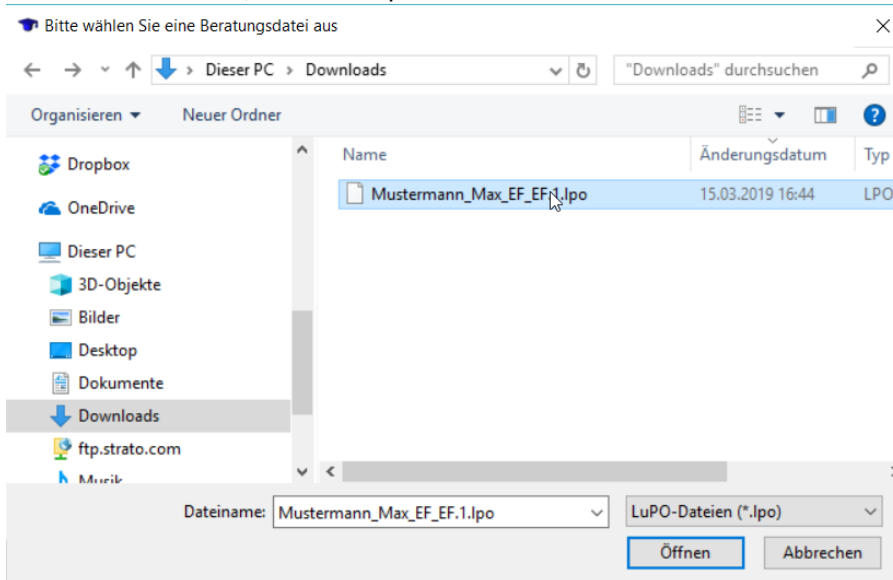 Bitte wählen Sie eine Beratungsdatei aus
Dieser PC > Downloads
"Downloads" durchsuchen
Organisieren
Neuer Ordner
Dropbox
OneDrive
Dieser PC
3D-Objekte
Bilder
Desktop
Dokumente
Downloads
ftp.strato.com
Musik
Name Änderungsdatum Typ
Mustermann_Max_EF_EF.1.lpo 15.03.2019 16:44 LPO
Dateiname: Mustermann_Max_EF_EF.1.lpo
LuPO-Dateien (*.lpo)
Öffnen
Abbrechen